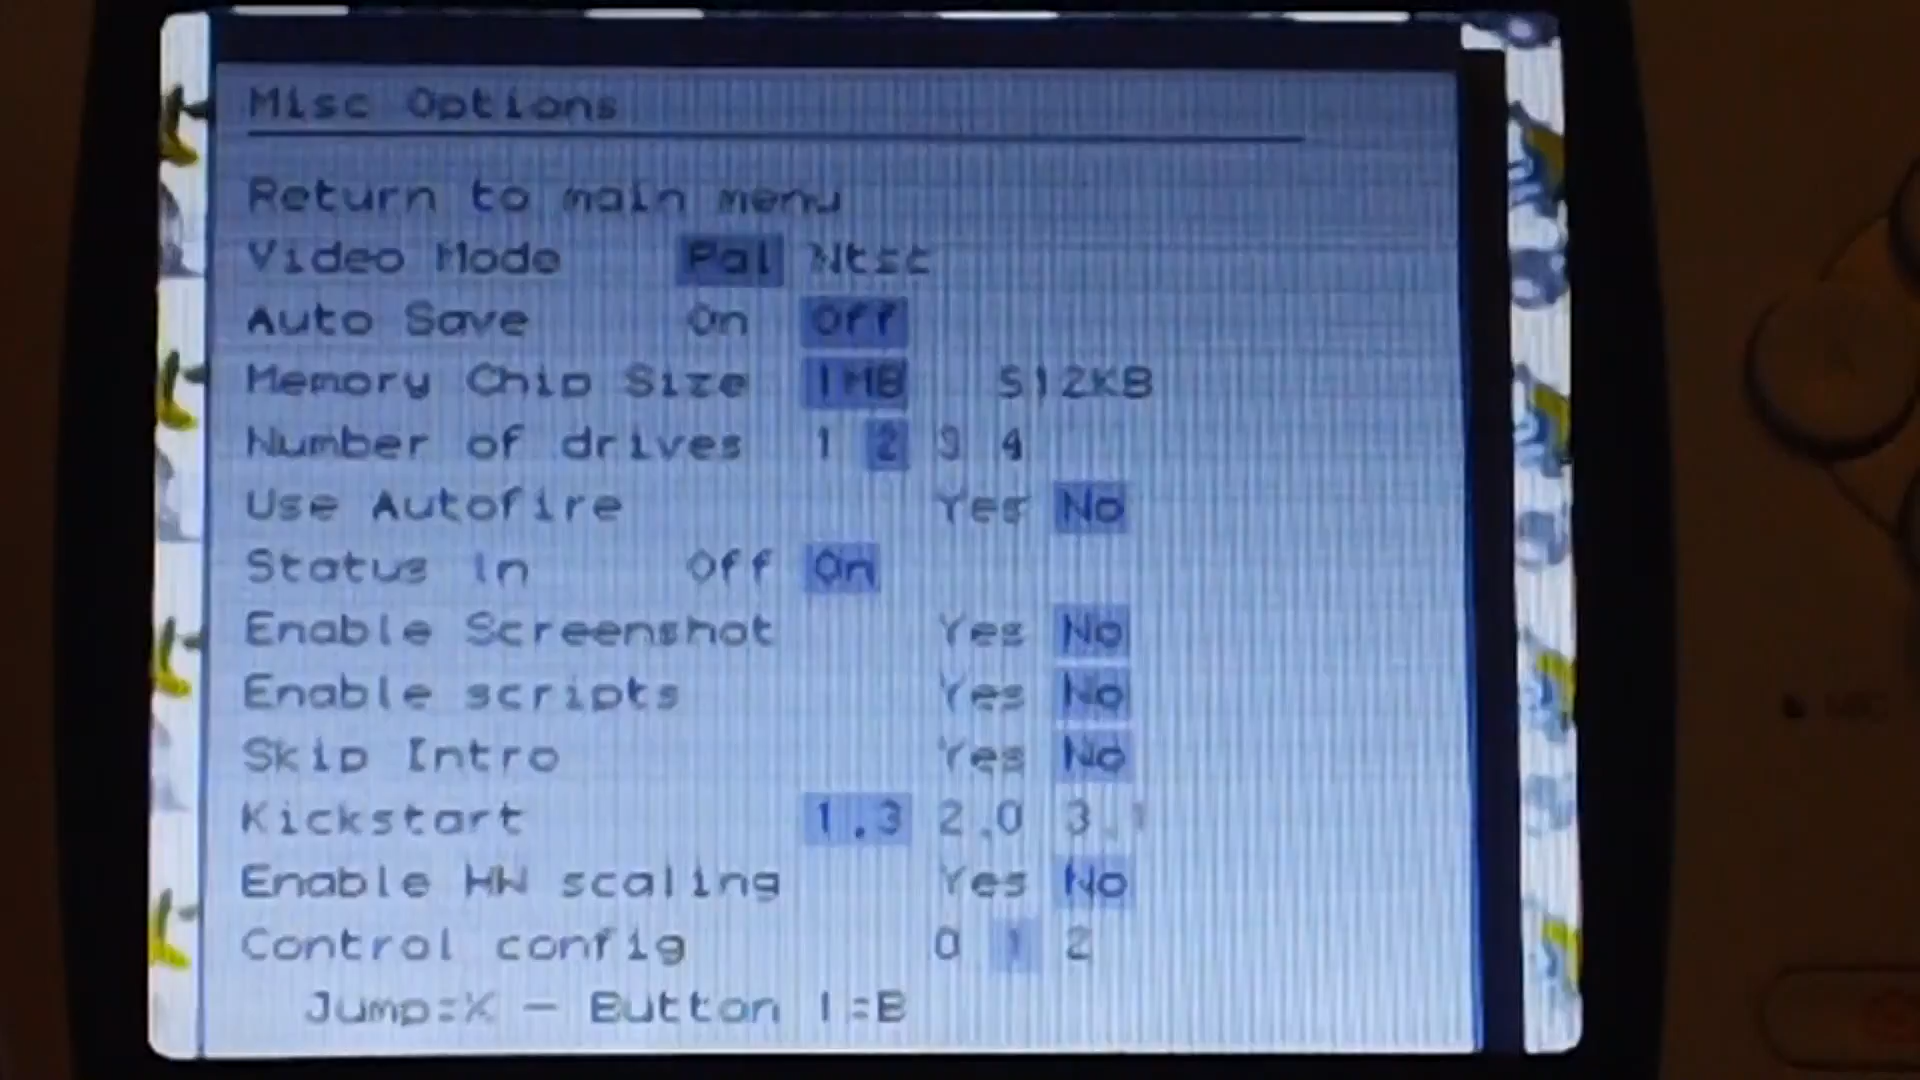 Misc Options
Return to main menu
Video Mode Pal Ntsc
Auto Save On Off
Memory Chip Size 1MB 512KB
Number of drives 1 2 3 4
Use Autofire Yes No
Status ln Off On
Enable Screenshot Yes No
Enable scripts Yes No
Skip Intro Yes No
Kickstart 1.3 2.0 3.1
Enable HW scaling Yes No
Control config 0 1 2
Jump=X - Button 1=B